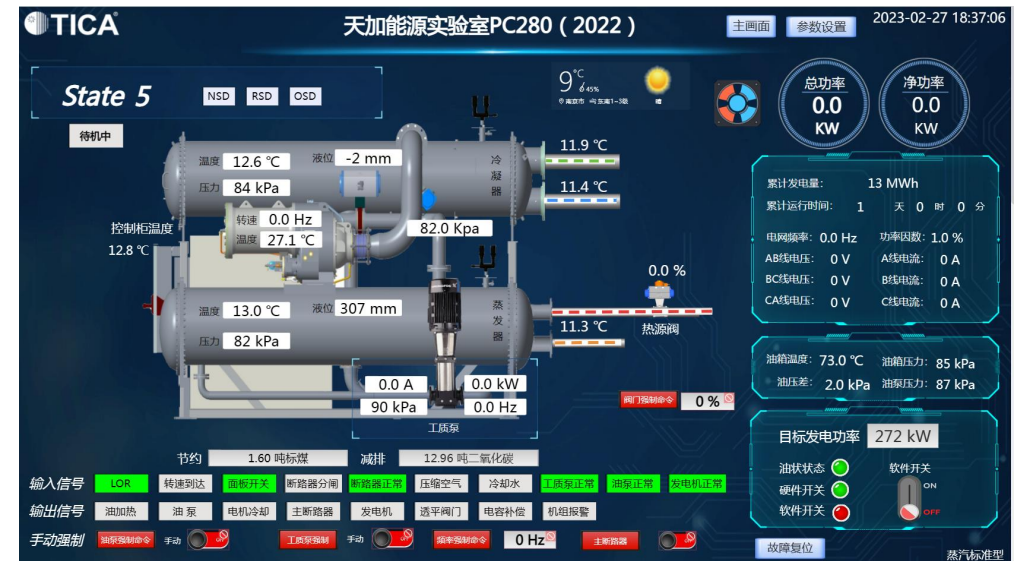 TICA
天加能源实验室PC280（2022）
主画面
参数设置
2023-02-27 18:37:06
State 5
NSD
RSD
OSD
待机中
9℃
45%
南京市
东南1-3级
晴
总功率
0.0
KW
净功率
0.0
KW
温度 12.6 ℃
液位 -2 mm
压力 84 kPa
冷凝器
11.9 ℃
11.4 ℃
转速 0.0 Hz
温度 27.1 ℃
82.0 Kpa
控制柜温度
12.8 ℃
温度 13.0 ℃
液位 307 mm
压力 82 kPa
蒸发器
0.0 %
热源阀
11.3 ℃
0.0 A
0.0 kW
90 kPa
0.0 Hz
工质泵
阀门强制命令 0 %
累计发电量: 13 MWh
累计运行时间: 1 天 0 时 0 分
电网频率: 0.0 Hz 功率因数: 1.0 %
AB线电压: 0 V A线电流: 0 A
BC线电压: 0 V B线电流: 0 A
CA线电压: 0 V C线电流: 0 A
油箱温度: 73.0 ℃ 油箱压力: 85 kPa
油压差: 2.0 kPa 油泵压力: 87 kPa
目标发电功率 272 kW
油状状态
硬件开关
软件开关
软件开关
ON
OFF
节约 1.60 吨标煤 减排 12.96 吨二氧化碳
输入信号 LOR 转速到达 面板开关 断路器分闸 断路器正常 压缩空气 冷却水 工质泵正常 油泵正常 发电机正常
输出信号 油加热 油 泵 电机冷却 主断路器 发电机 透平阀门 电容补偿 机组报警
手动强制 油泵强制命令 手动 工质泵强制 手动 频率强制命令 0 Hz 主断路器
故障复位
蒸汽标准型